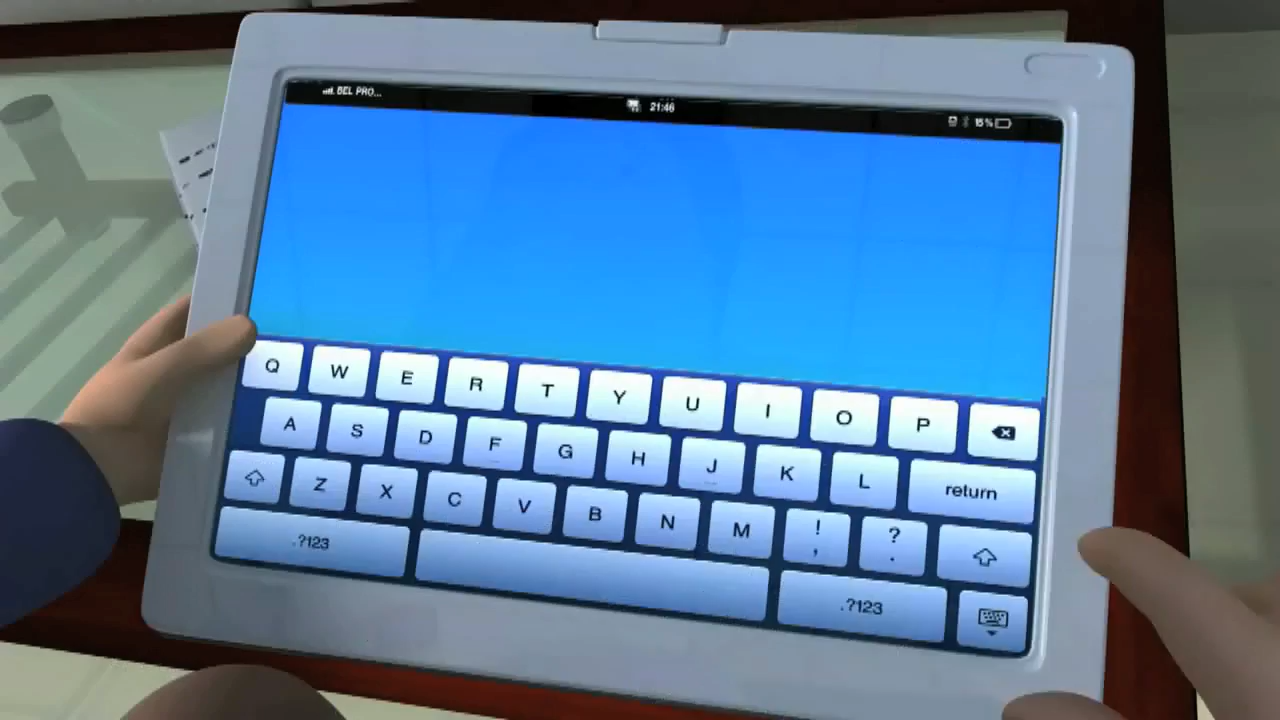 BEL PRO... 21:46 15%
Q W E R T Y U I O P
A S D F G H J K L return
Z X C V B N M ! , ? .
.?123 .?123